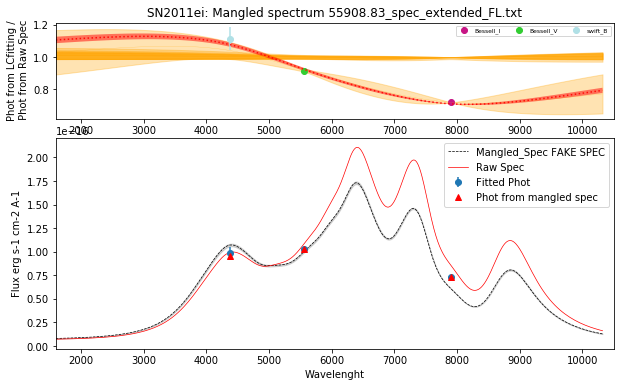 SN2011ei: Mangled spectrum 55908.83_spec_extended_FL.txt
Phot from LCfitting /
Phot from Raw Spec
1.2
1.0
0.8
Bessell_I
Bessell_V
swift_B
2000 3000 4000 5000 6000 7000 8000 9000 10000
1e−16
Flux erg s-1 cm-2 A-1
2.00
1.75
1.50
1.25
1.00
0.75
0.50
0.25
0.00
Mangled_Spec FAKE SPEC
Raw Spec
Fitted Phot
Phot from mangled spec
2000 3000 4000 5000 6000 7000 8000 9000 10000
Wavelenght